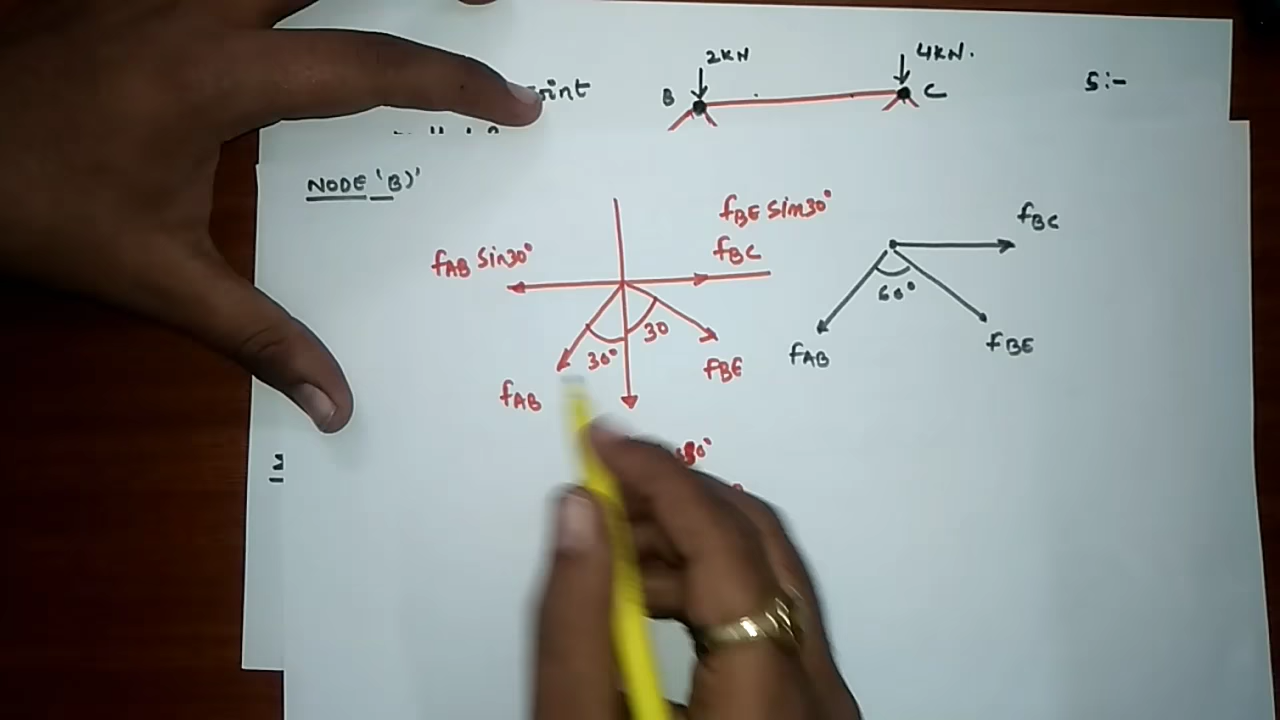 2KN
4KN.
B
C
S:-
NODE 'B)'
fBE sin30°
fAB sin30°
fBC
30°
30
fAB
fBE
fBC
60°
fAB
fBE